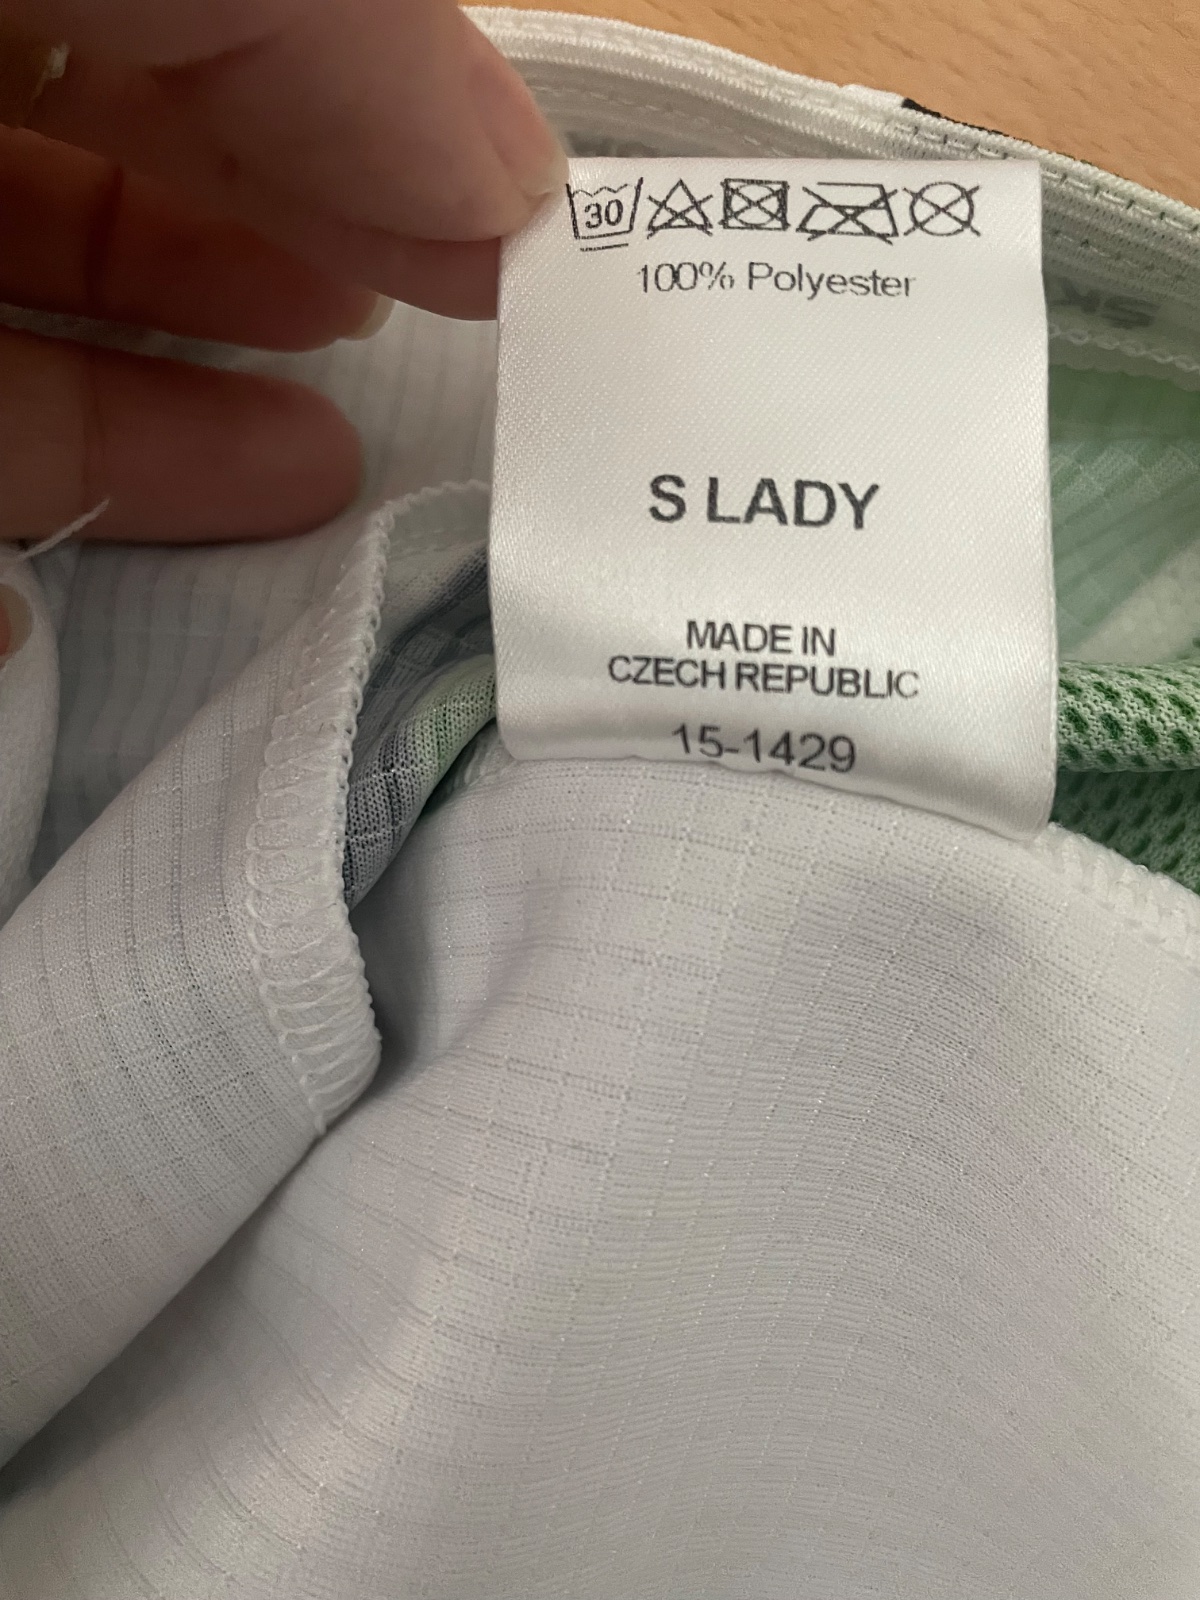 30
100% Polyester
S LADY
MADE IN
CZECH REPUBLIC
15-1429